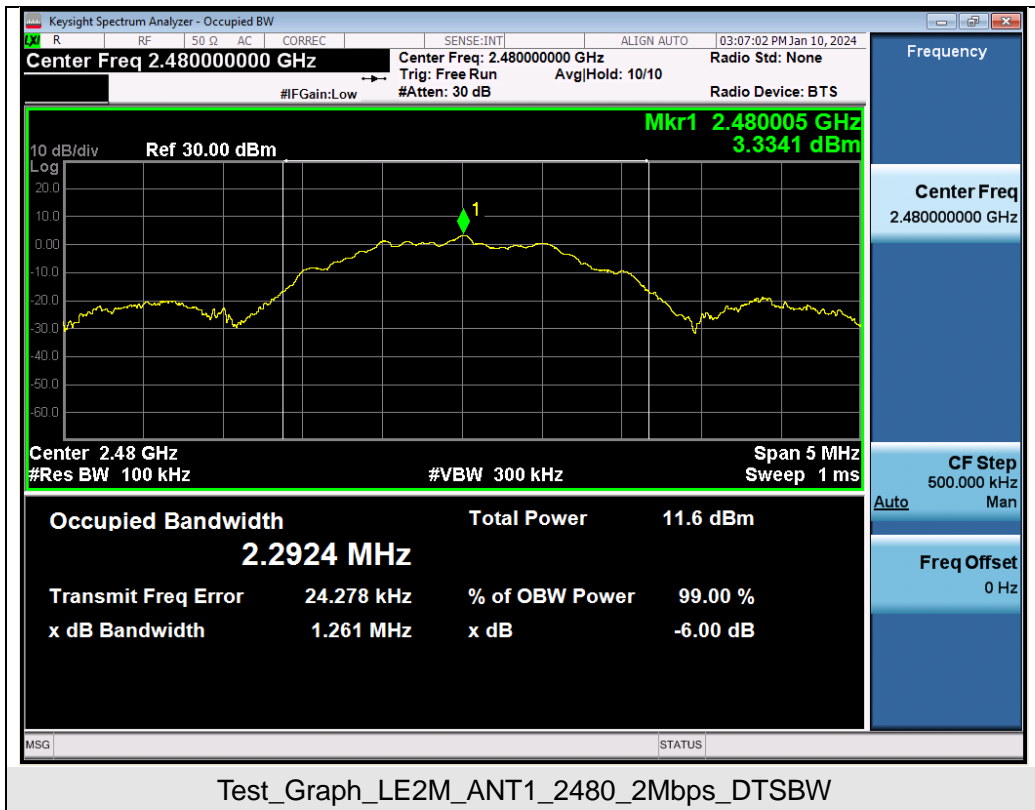 Keysight Spectrum Analyzer - Occupied BW
LXI R RF 50 Ω AC CORREC SENSE:INT ALIGN AUTO 03:07:02 PM Jan 10, 2024
Center Freq 2.480000000 GHz
Center Freq: 2.480000000 GHz Radio Std: None
Trig: Free Run Avg|Hold: 10/10
#IFGain:Low #Atten: 30 dB Radio Device: BTS
Frequency
Mkr1 2.480005 GHz
3.3341 dBm
10 dB/div Ref 30.00 dBm
Log
20.0
10.0
0.00
-10.0
-20.0
-30.0
-40.0
-50.0
-60.0
1
Center 2.48 GHz Span 5 MHz
#Res BW 100 kHz #VBW 300 kHz Sweep 1 ms
Center Freq
2.480000000 GHz
CF Step
500.000 kHz
Auto Man
Freq Offset
0 Hz
Occupied Bandwidth Total Power 11.6 dBm
2.2924 MHz
Transmit Freq Error 24.278 kHz % of OBW Power 99.00 %
x dB Bandwidth 1.261 MHz x dB -6.00 dB
MSG STATUS
Test_Graph_LE2M_ANT1_2480_2Mbps_DTSBW